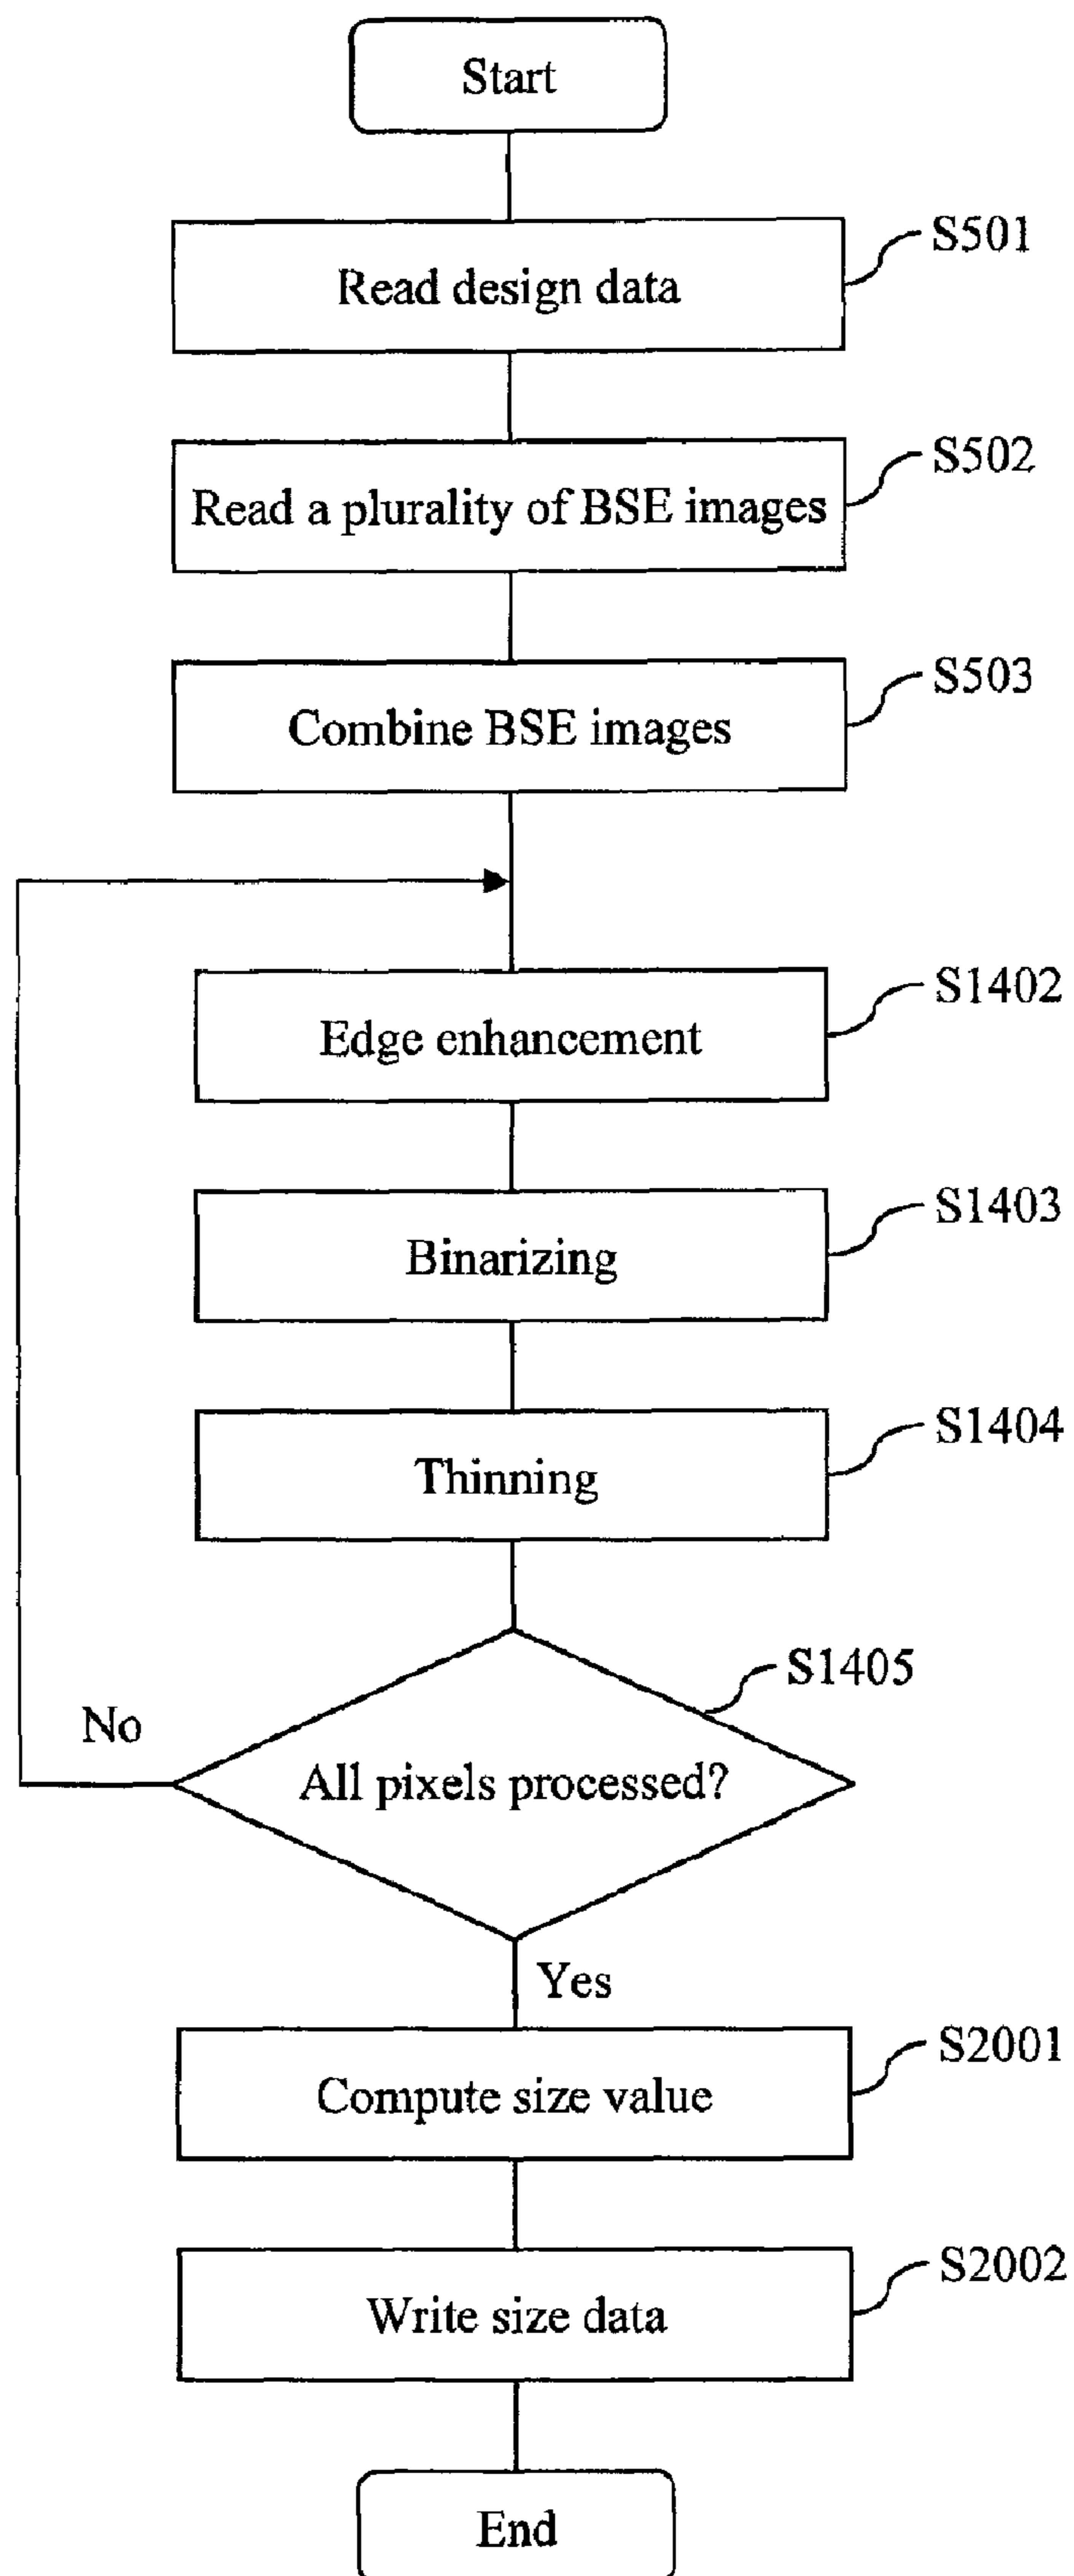 Start
Read design data
S501
Read a plurality of BSE images
S502
Combine BSE images
S503
Edge enhancement
S1402
Binarizing
S1403
Thinning
S1404
All pixels processed?
S1405
No
Yes
Compute size value
S2001
Write size data
S2002
End